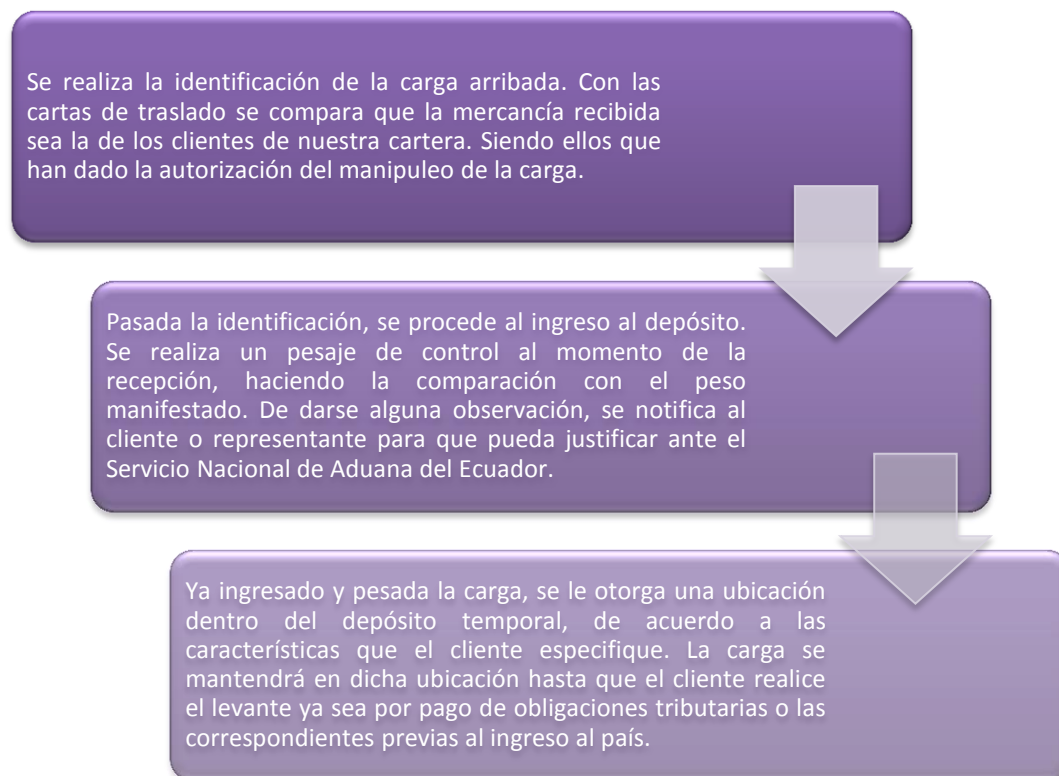 Se realiza la identificación de la carga arribada. Con las
cartas de traslado se compara que la mercancía recibida
sea la de los clientes de nuestra cartera. Siendo ellos que
han dado la autorización del manipuleo de la carga.
Pasada la identificación, se procede al ingreso al depósito.
Se realiza un pesaje de control al momento de la
recepción, haciendo la comparación con el peso
manifestado. De darse alguna observación, se notifica al
cliente o representante para que pueda justificar ante el
Servicio Nacional de Aduana del Ecuador.
Ya ingresado y pesada la carga, se le otorga una ubicación
dentro del depósito temporal, de acuerdo a las
características que el cliente especifique. La carga se
mantendrá en dicha ubicación hasta que el cliente realice
el levante ya sea por pago de obligaciones tributarias o las
correspondientes previas al ingreso al país.